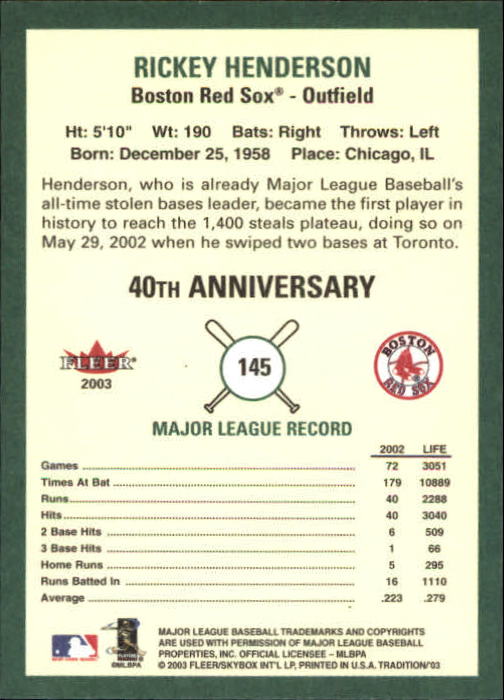 RICKEY HENDERSON
Boston Red Sox® - Outfield
Ht: 5'10" Wt: 190 Bats: Right Throws: Left
Born: December 25, 1958 Place: Chicago, IL
Henderson, who is already Major League Baseball's
all-time stolen bases leader, became the first player in
history to reach the 1,400 steals plateau, doing so on
May 29, 2002 when he swiped two bases at Toronto.
40TH ANNIVERSARY
FLEER®
2003
145
BOSTON
RED SOX
MAJOR LEAGUE RECORD
2002 LIFE
Games 72 3051
Times At Bat 179 10889
Runs 40 2288
Hits 40 3040
2 Base Hits 6 509
3 Base Hits 1 66
Home Runs 5 295
Runs Batted In 16 1110
Average .223 .279
PLAYERS
©MLBPA
MAJOR LEAGUE BASEBALL TRADEMARKS AND COPYRIGHTS
ARE USED WITH PERMISSION OF MAJOR LEAGUE BASEBALL
PROPERTIES, INC. OFFICIAL LICENSEE – MLBPA
© 2003 FLEER/SKYBOX INT'L LP, PRINTED IN U.S.A. TRADITION/'03